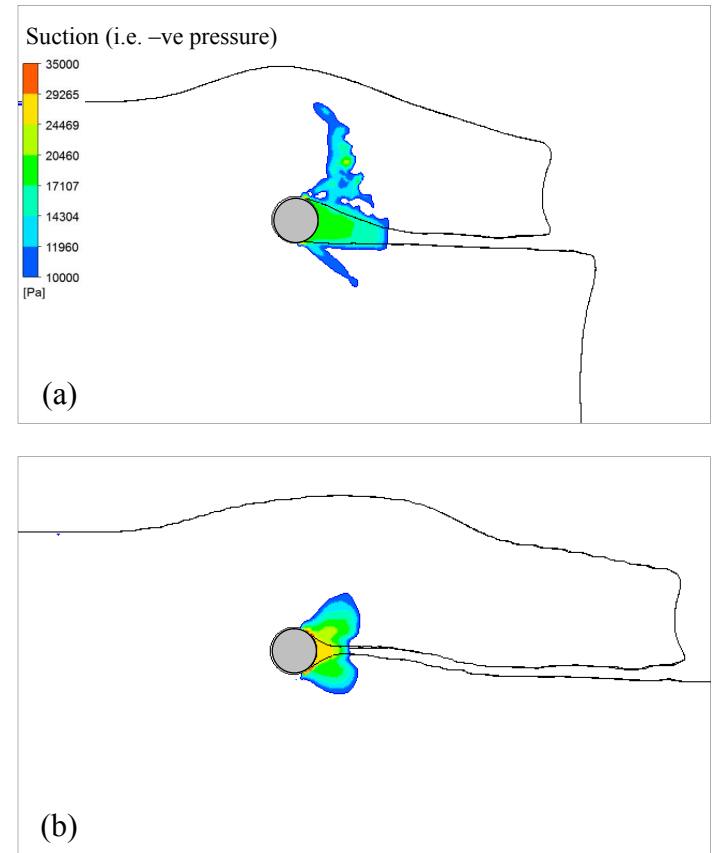 Suction (i.e. –ve pressure)
35000
29265
24469
20460
17107
14304
11960
10000
[Pa]
(a)
(b)